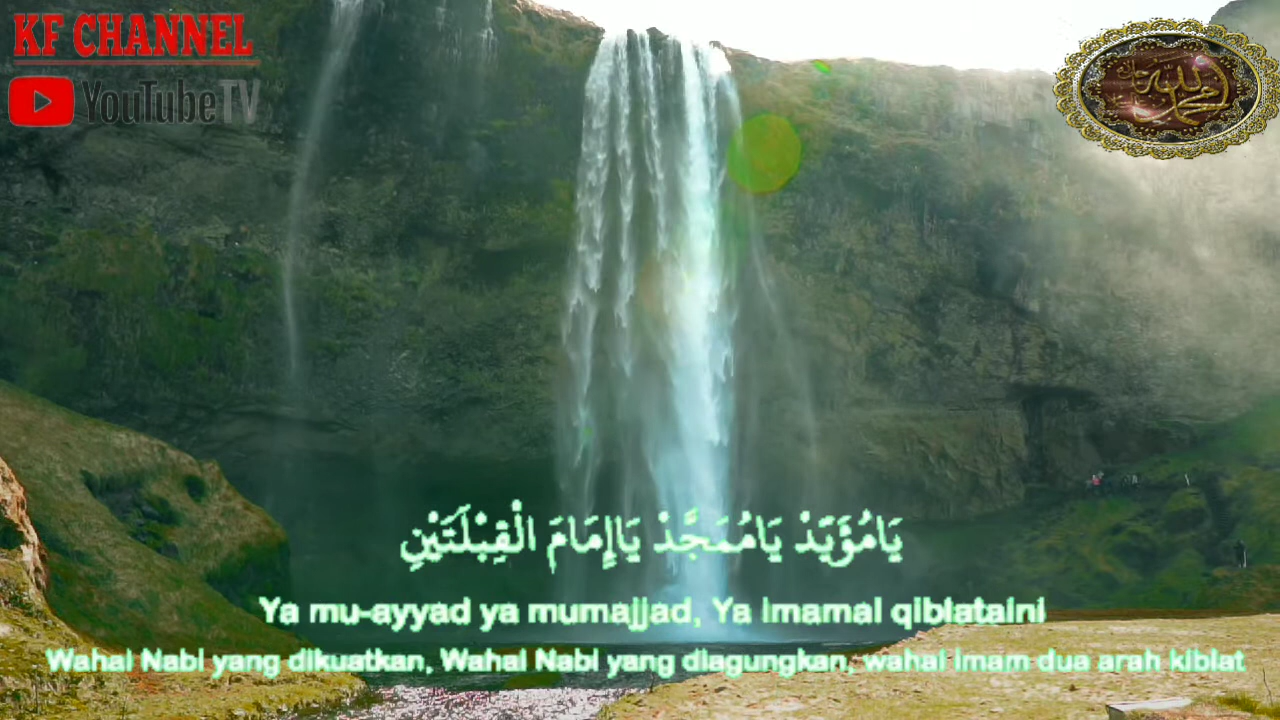 KF CHANNEL
YouTubeTV
يَامُؤَيَّدْ يَامُمَجَّدْ يَاإِمَامَ الْقِبْلَتَيْنِ
Ya mu-ayyad ya mumajjad, Ya imamal qiblataini
Wahai Nabi yang dikuatkan, Wahai Nabi yang diagungkan, wahai imam dua arah kiblat